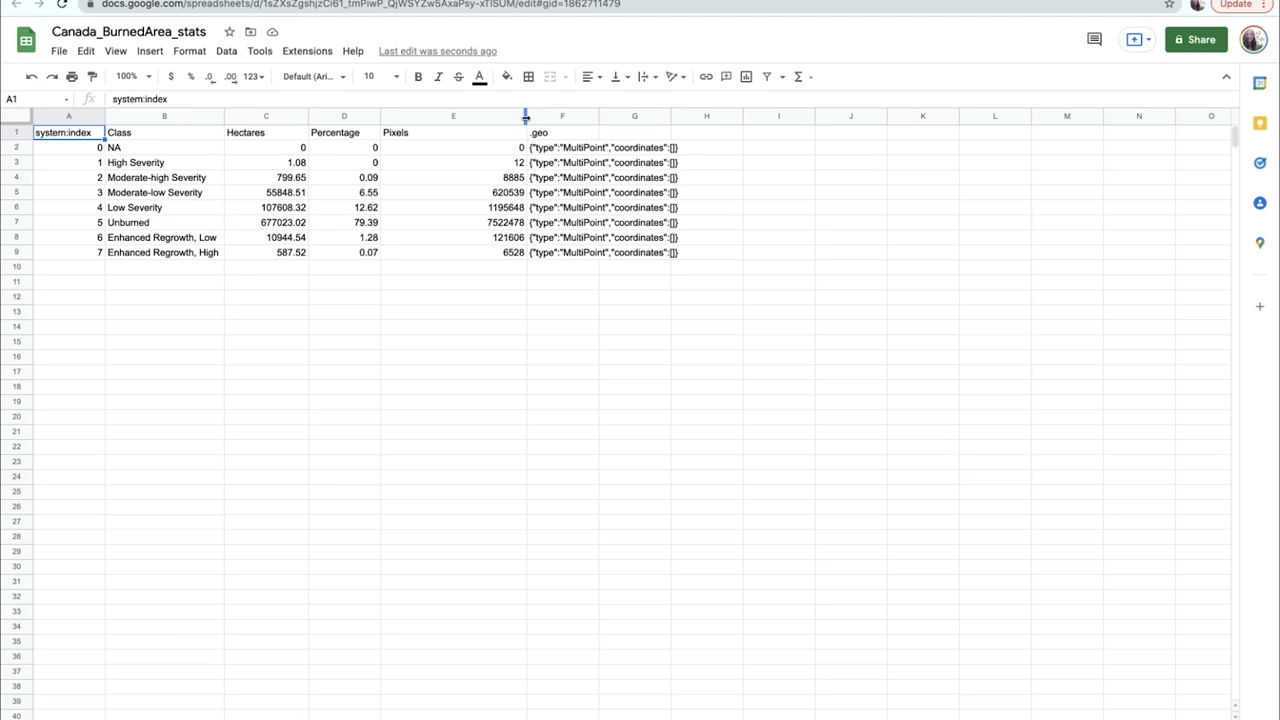 docs.google.com/spreadsheets/d/1sZXsZgshjzCi61_tmPiwP_QjWSYZw5AxaPsy-xTlSUM/edit#gid=1862711479
Update
Canada_BurnedArea_stats
File Edit View Insert Format Data Tools Extensions Help Last edit was seconds ago
Share
100% $ % .0 .00 123 Default (Ari... 10 B I S A
A1 fx system:index
A B C D E F G H I J K L M N O
1 system:index Class Hectares Percentage Pixels .geo
2 0 NA 0 0 0 {"type":"MultiPoint","coordinates":[]}
3 1 High Severity 1.08 0 12 {"type":"MultiPoint","coordinates":[]}
4 2 Moderate-high Severity 799.65 0.09 8885 {"type":"MultiPoint","coordinates":[]}
5 3 Moderate-low Severity 55848.51 6.55 620539 {"type":"MultiPoint","coordinates":[]}
6 4 Low Severity 107608.32 12.62 1195648 {"type":"MultiPoint","coordinates":[]}
7 5 Unburned 677023.02 79.39 7522478 {"type":"MultiPoint","coordinates":[]}
8 6 Enhanced Regrowth, Low 10944.54 1.28 121606 {"type":"MultiPoint","coordinates":[]}
9 7 Enhanced Regrowth, High 587.52 0.07 6528 {"type":"MultiPoint","coordinates":[]}
10
11
12
13
14
15
16
17
18
19
20
21
22
23
24
25
26
27
28
29
30
31
32
33
34
35
36
37
38
39
40